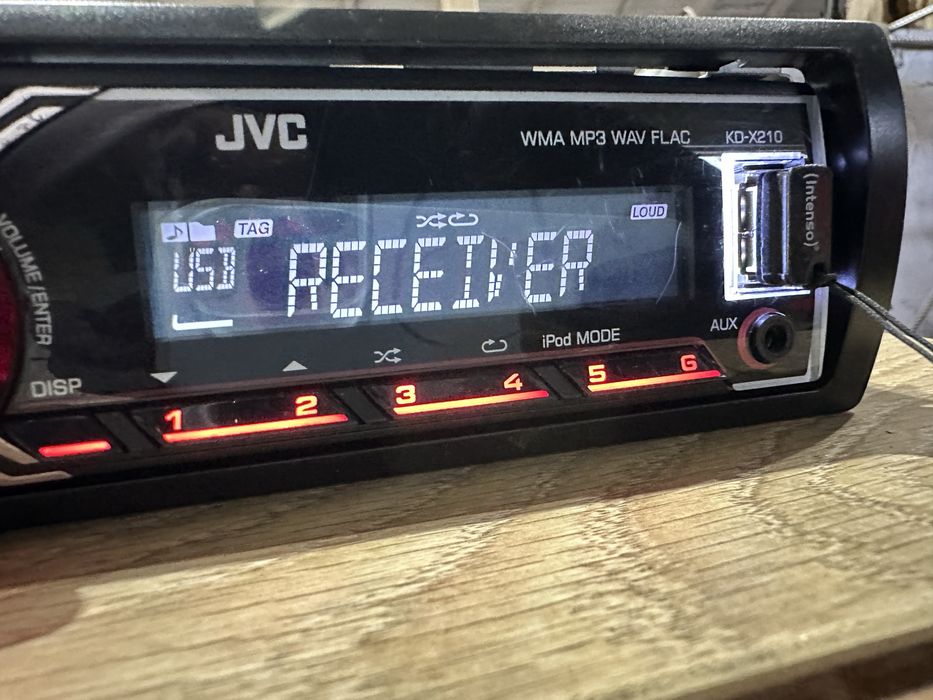 JVC
WMA MP3 WAV FLAC KD-X210
(Intenso)
TAG
LOUD
USB
RECEIVER
VOLUME/ENTER
AUX
iPod MODE
DISP
1 2 3 4 5 6